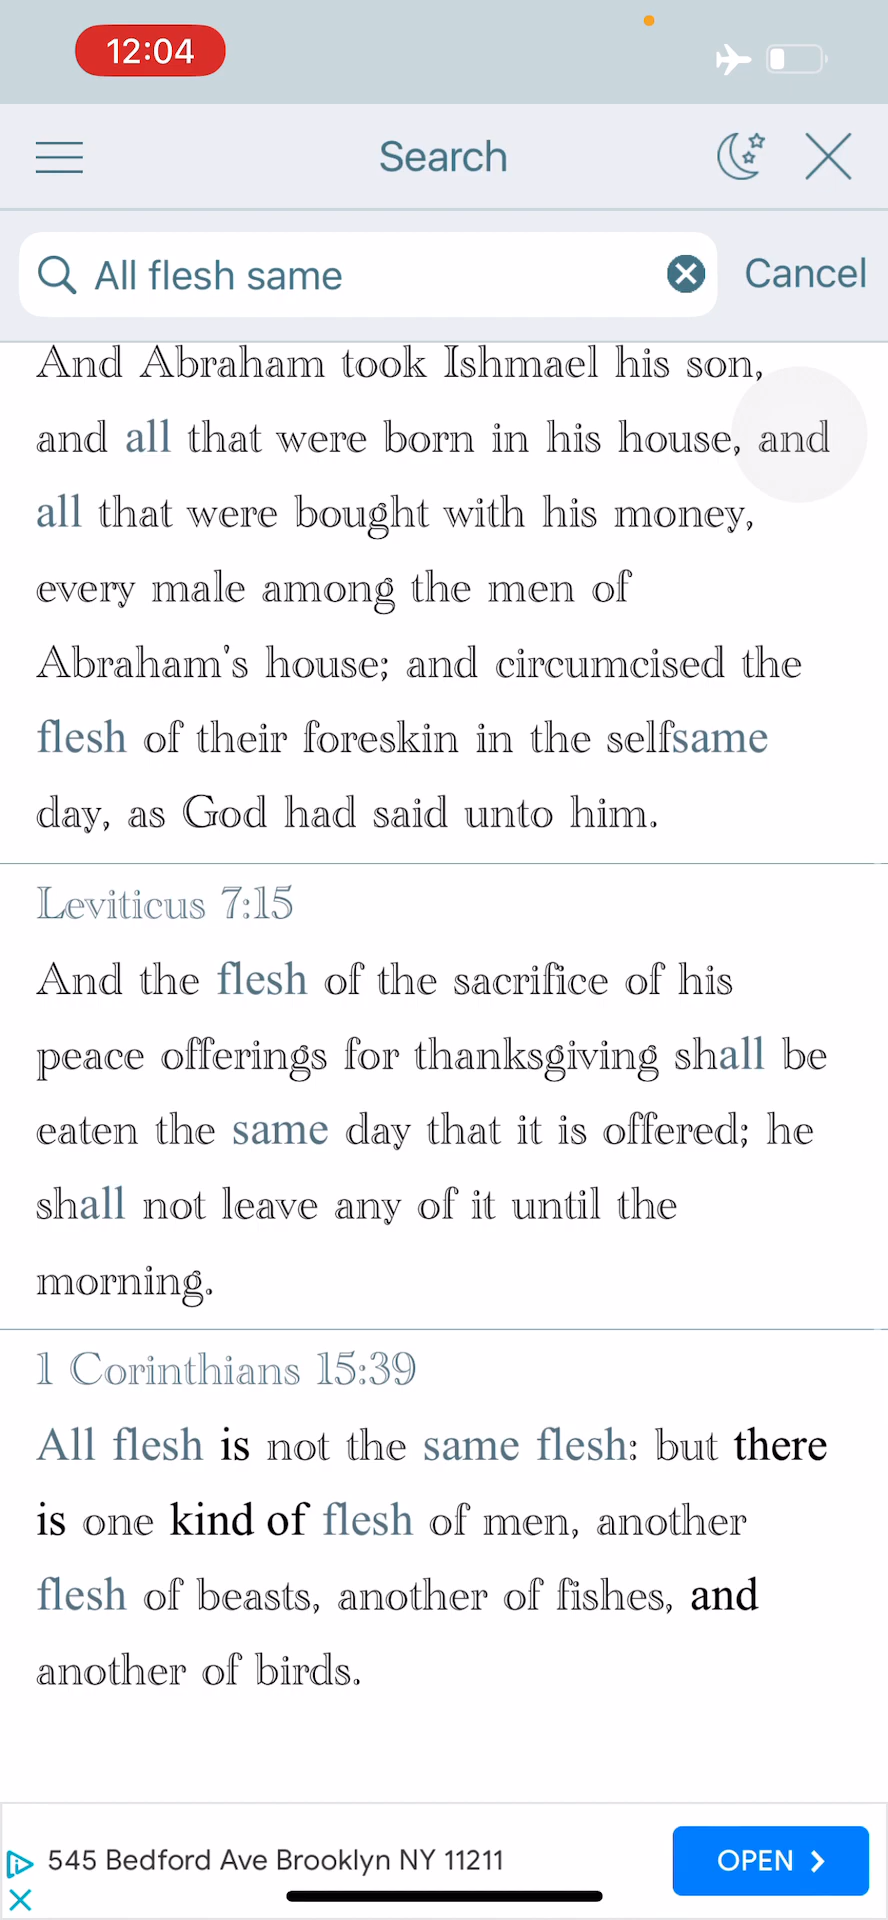 12:04
Search
All flesh same
Cancel
And Abraham took Ishmael his son,
and all that were born in his house, and
all that were bought with his money,
every male among the men of
Abraham's house; and circumcised the
flesh of their foreskin in the selfsame
day, as God had said unto him.
Leviticus 7:15
And the flesh of the sacrifice of his
peace offerings for thanksgiving shall be
eaten the same day that it is offered; he
shall not leave any of it until the
morning.
1 Corinthians 15:39
All flesh is not the same flesh: but there
is one kind of flesh of men, another
flesh of beasts, another of fishes, and
another of birds.
545 Bedford Ave Brooklyn NY 11211
OPEN